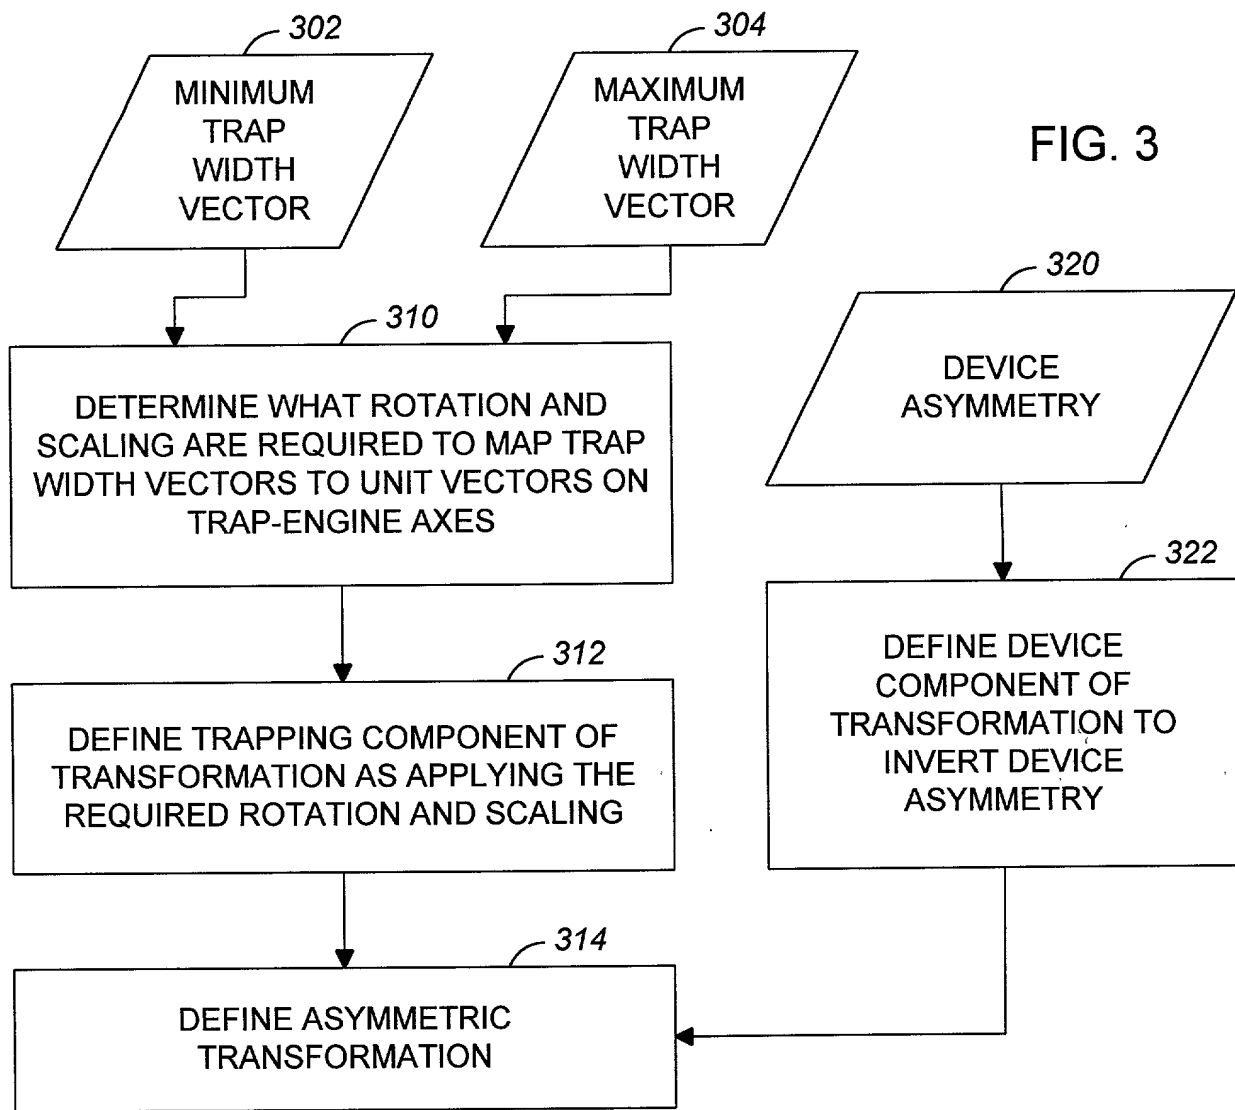 302
MINIMUM
TRAP
WIDTH
VECTOR
304
MAXIMUM
TRAP
WIDTH
VECTOR
FIG. 3
310
DETERMINE WHAT ROTATION AND
SCALING ARE REQUIRED TO MAP TRAP
WIDTH VECTORS TO UNIT VECTORS ON
TRAP-ENGINE AXES
320
DEVICE
ASYMMETRY
312
DEFINE TRAPPING COMPONENT OF
TRANSFORMATION AS APPLYING THE
REQUIRED ROTATION AND SCALING
322
DEFINE DEVICE
COMPONENT OF
TRANSFORMATION TO
INVERT DEVICE
ASYMMETRY
314
DEFINE ASYMMETRIC
TRANSFORMATION